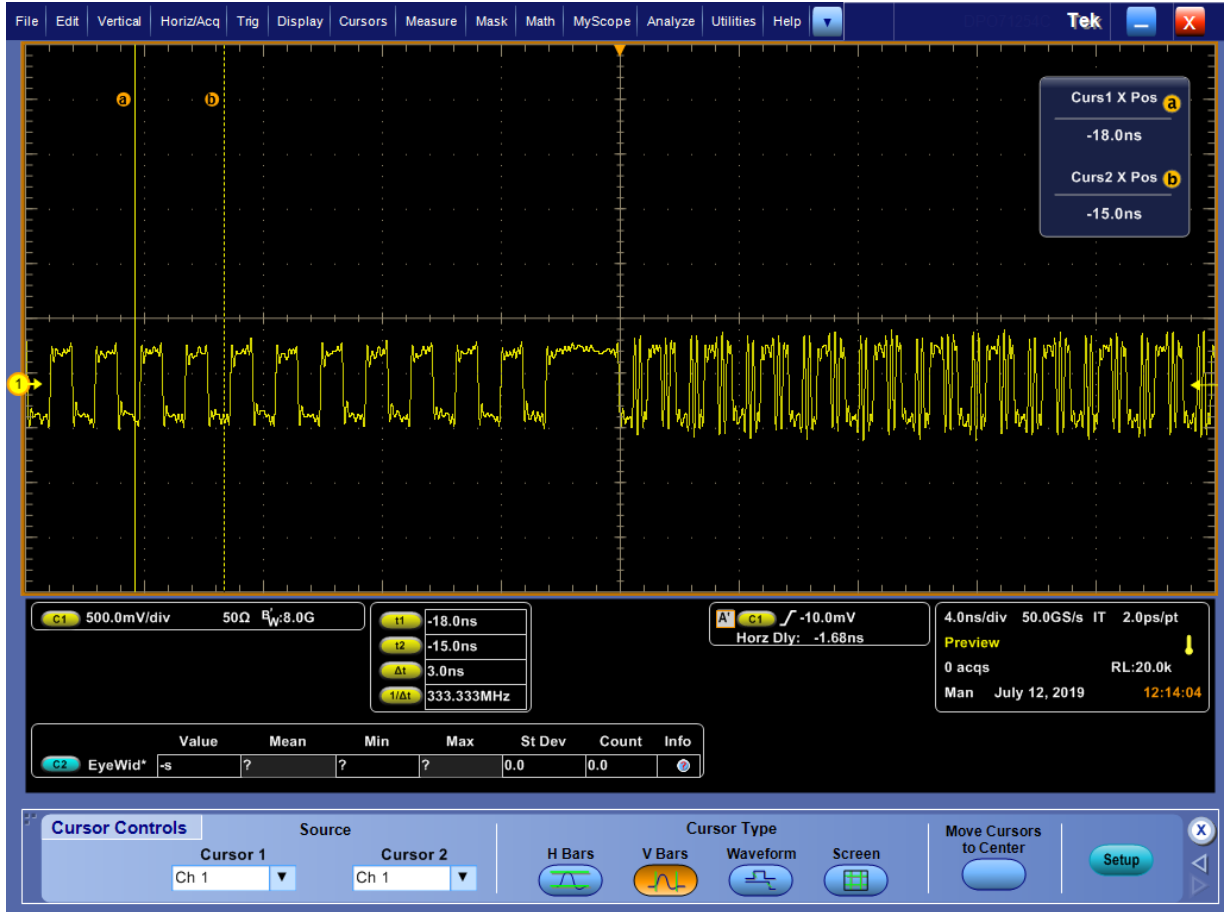 File Edit Vertical Horiz/Acq Trig Display Cursors Measure Mask Math MyScope Analyze Utilities Help Tek X
a b
Curs1 X Pos a
-18.0ns
Curs2 X Pos b
-15.0ns
1
C1 500.0mV/div 50Ω B'W:8.0G
t1 -18.0ns
t2 -15.0ns
Δt 3.0ns
1/Δt 333.333MHz
A' C1 -10.0mV
Horz Dly: -1.68ns
4.0ns/div 50.0GS/s IT 2.0ps/pt
Preview
0 acqs RL:20.0k
Man July 12, 2019 12:14:04
Value Mean Min Max St Dev Count Info
C2 EyeWid* -s ? ? ? 0.0 0.0 ?
Cursor Controls
Source
Cursor 1 Cursor 2
Ch 1 Ch 1
Cursor Type
H Bars V Bars Waveform Screen
Move Cursors
to Center
Setup
X